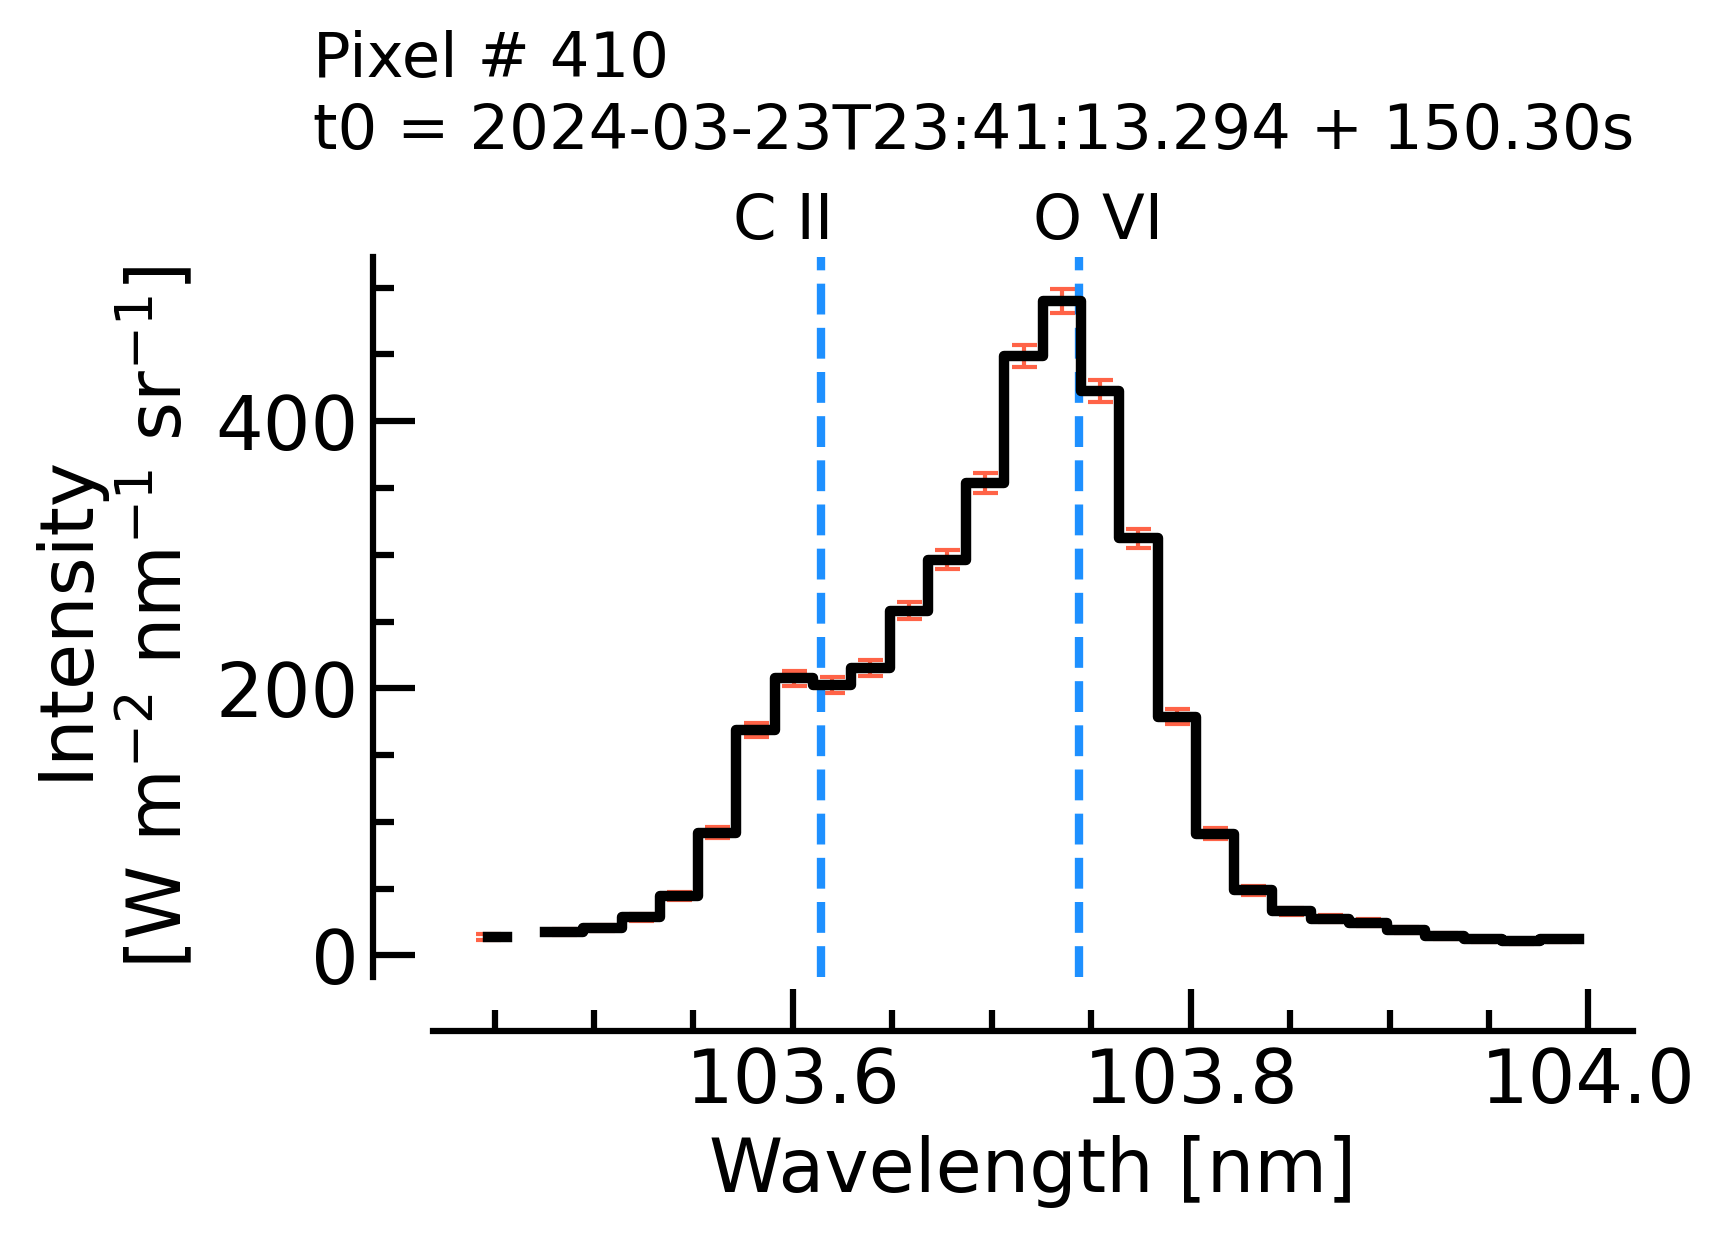 Pixel # 410
t0 = 2024-03-23T23:41:13.294 + 150.30s
C II O VI
Intensity
[W m⁻² nm⁻¹ sr⁻¹]
400
200
0
103.6 103.8 104.0
Wavelength [nm]